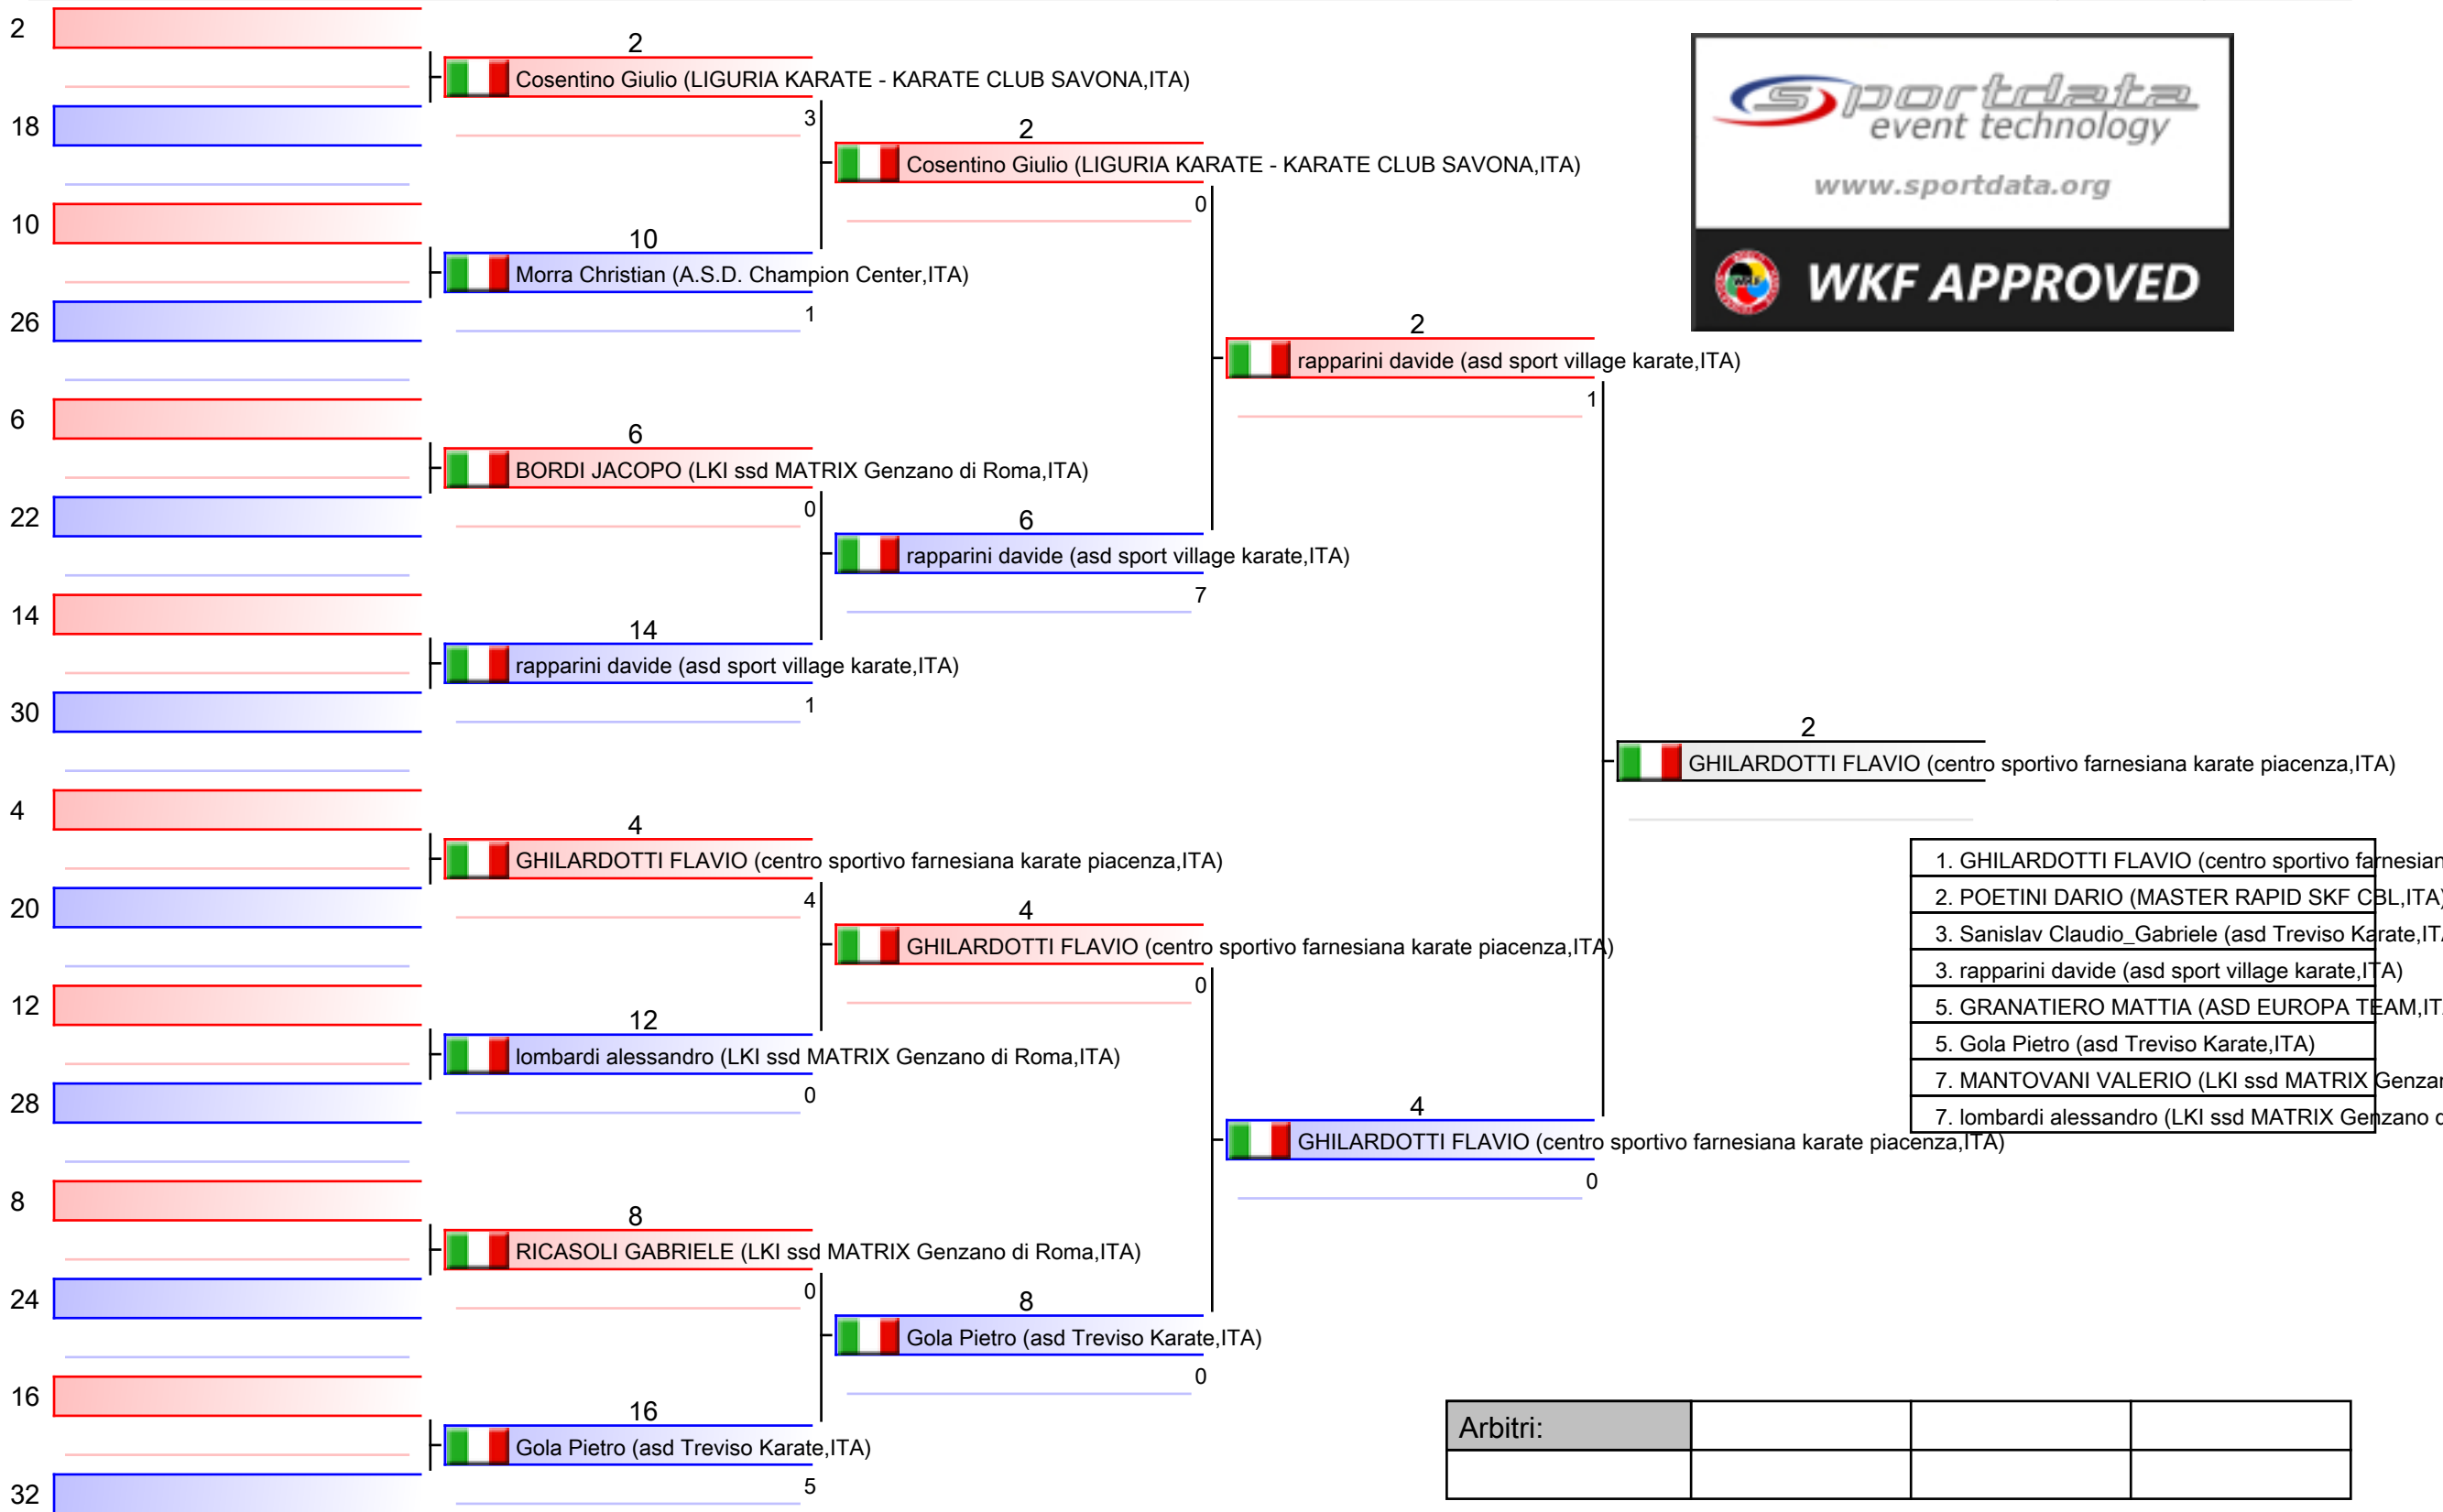 2
18
10
26
6
22
14
30
4
20
12
28
8
24
16
32
2
Cosentino Giulio (LIGURIA KARATE - KARATE CLUB SAVONA,ITA)
3
10
Morra Christian (A.S.D. Champion Center,ITA)
1
6
BORDI JACOPO (LKI ssd MATRIX Genzano di Roma,ITA)
0
14
rapparini davide (asd sport village karate,ITA)
1
4
GHILARDOTTI FLAVIO (centro sportivo farnesiana karate piacenza,ITA)
4
12
lombardi alessandro (LKI ssd MATRIX Genzano di Roma,ITA)
0
8
RICASOLI GABRIELE (LKI ssd MATRIX Genzano di Roma,ITA)
0
16
Gola Pietro (asd Treviso Karate,ITA)
5
2
Cosentino Giulio (LIGURIA KARATE - KARATE CLUB SAVONA,ITA)
0
6
rapparini davide (asd sport village karate,ITA)
7
4
GHILARDOTTI FLAVIO (centro sportivo farnesiana karate piacenza,ITA)
0
8
Gola Pietro (asd Treviso Karate,ITA)
0
2
rapparini davide (asd sport village karate,ITA)
1
4
GHILARDOTTI FLAVIO (centro sportivo farnesiana karate piacenza,ITA)
0
2
GHILARDOTTI FLAVIO (centro sportivo farnesiana karate piacenza,ITA)
sportdata
event technology
www.sportdata.org
WKF
WKF APPROVED
1. GHILARDOTTI FLAVIO (centro sportivo farnesian
2. POETINI DARIO (MASTER RAPID SKF CBL,ITA)
3. Sanislav Claudio_Gabriele (asd Treviso Karate,IT
3. rapparini davide (asd sport village karate,ITA)
5. GRANATIERO MATTIA (ASD EUROPA TEAM,IT
5. Gola Pietro (asd Treviso Karate,ITA)
7. MANTOVANI VALERIO (LKI ssd MATRIX Genza
7. lombardi alessandro (LKI ssd MATRIX Genzano d
Arbitri: